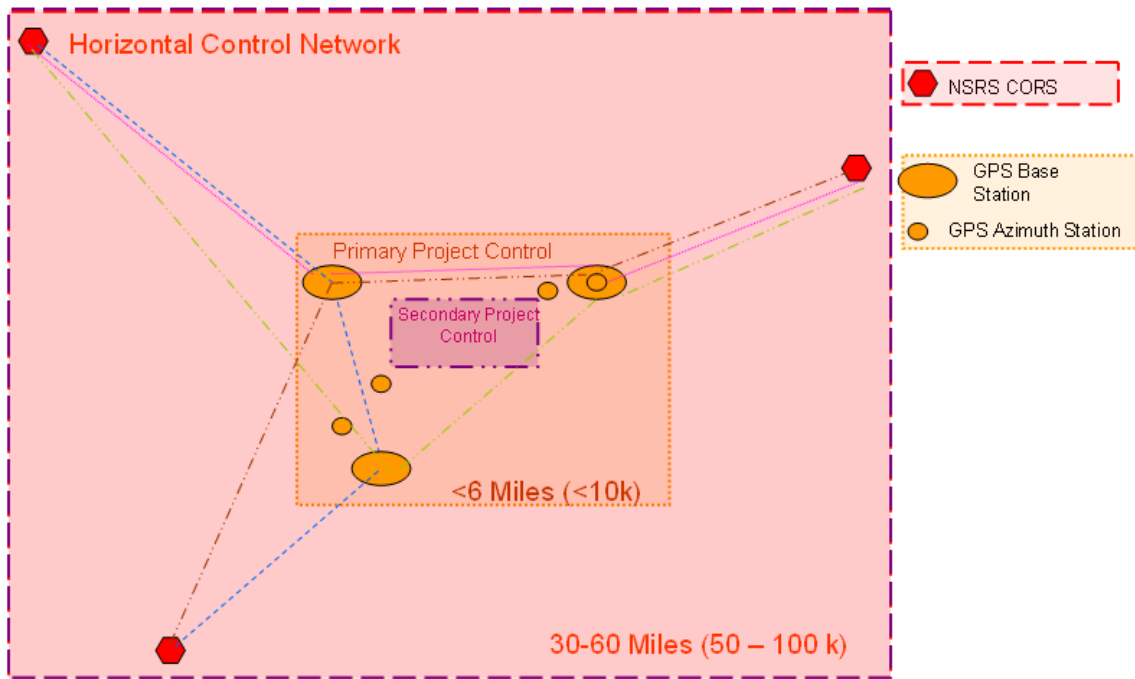 Horizontal Control Network
NSRS CORS
GPS Base
Station
GPS Azimuth Station
Primary Project Control
Secondary Project
Control
<6 Miles (<10k)
30-60 Miles (50 – 100 k)